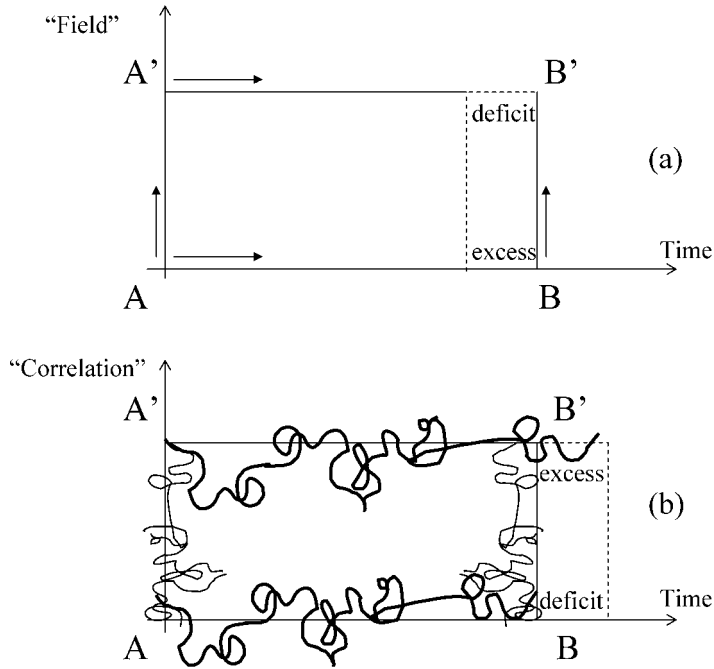 “Field”
A’
B’
deficit
(a)
excess
Time
A
B
“Correlation”
A’
B’
excess
(b)
deficit
Time
A
B